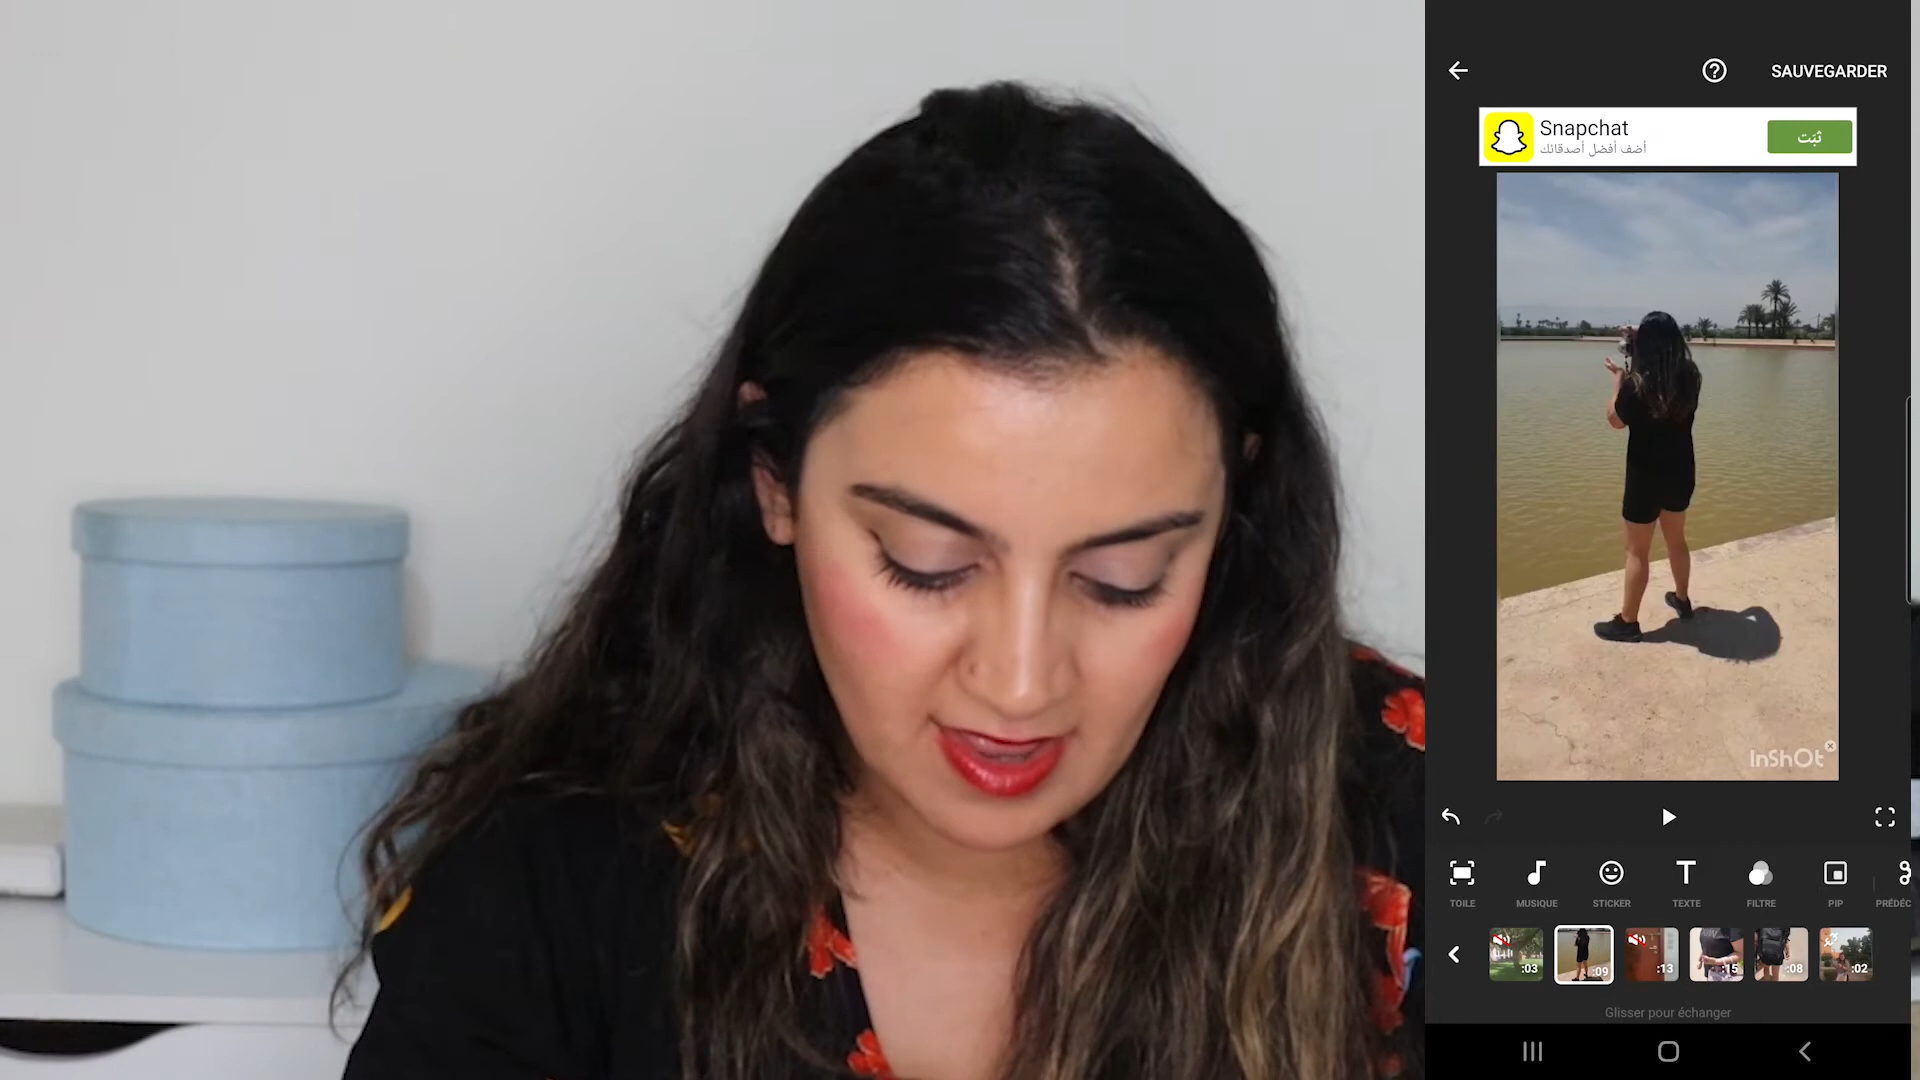 SAUVEGARDER
Snapchat
أضف أفضل أصدقائك
ثبّت
InShOt
TOILE MUSIQUE STICKER TEXTE FILTRE PIP PRÉDÉC
:03 :09 :13 :15 :08 :02
Glisser pour échanger